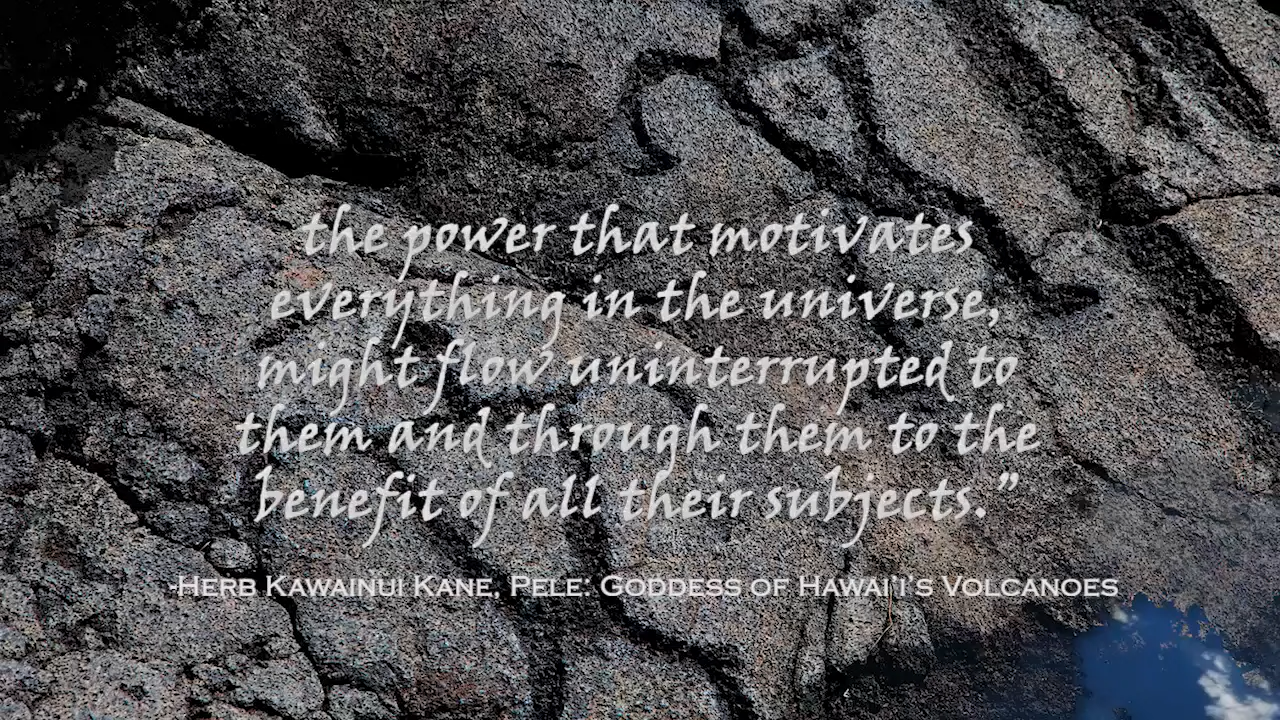 the power that motivates
everything in the universe,
might flow uninterrupted to
them and through them to the
benefit of all their subjects.”
-Herb Kawainui Kane, Pele: Goddess of Hawai'i's Volcanoes